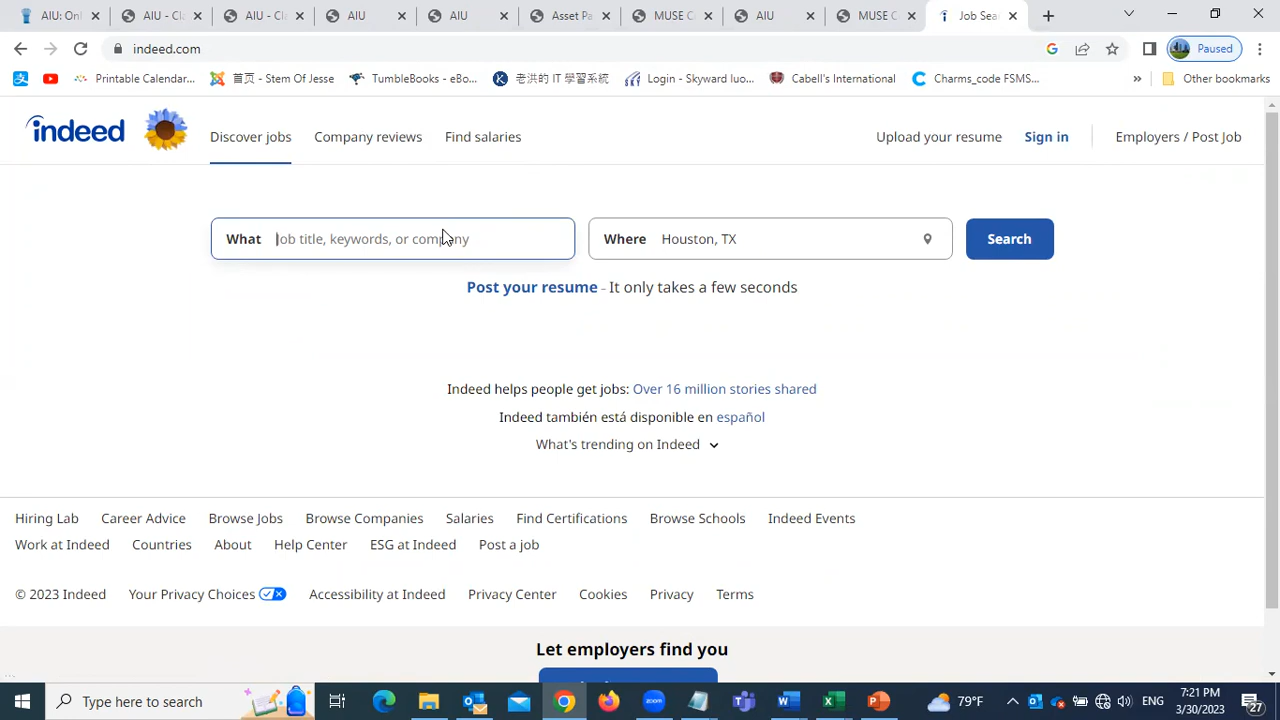 AIU: Onl
AIU - Cl
AIU - Cl
AIU
AIU
Asset Pa
MUSE C
AIU
MUSE C
Job Sea
indeed.com
Paused
Printable Calendar...
首页 - Stem Of Jesse
TumbleBooks - eBo...
老洪的 IT 學習系統
Login - Skyward luo...
Cabell's International
Charms_code FSMS...
Other bookmarks
indeed
Discover jobs
Company reviews
Find salaries
Upload your resume
Sign in
Employers / Post Job
What Job title, keywords, or company
Where Houston, TX
Search
Post your resume - It only takes a few seconds
Indeed helps people get jobs: Over 16 million stories shared
Indeed también está disponible en español
What's trending on Indeed
Hiring Lab Career Advice Browse Jobs Browse Companies Salaries Find Certifications Browse Schools Indeed Events
Work at Indeed Countries About Help Center ESG at Indeed Post a job
© 2023 Indeed Your Privacy Choices Accessibility at Indeed Privacy Center Cookies Privacy Terms
Let employers find you
Type here to search
79°F
ENG
7:21 PM
3/30/2023
27